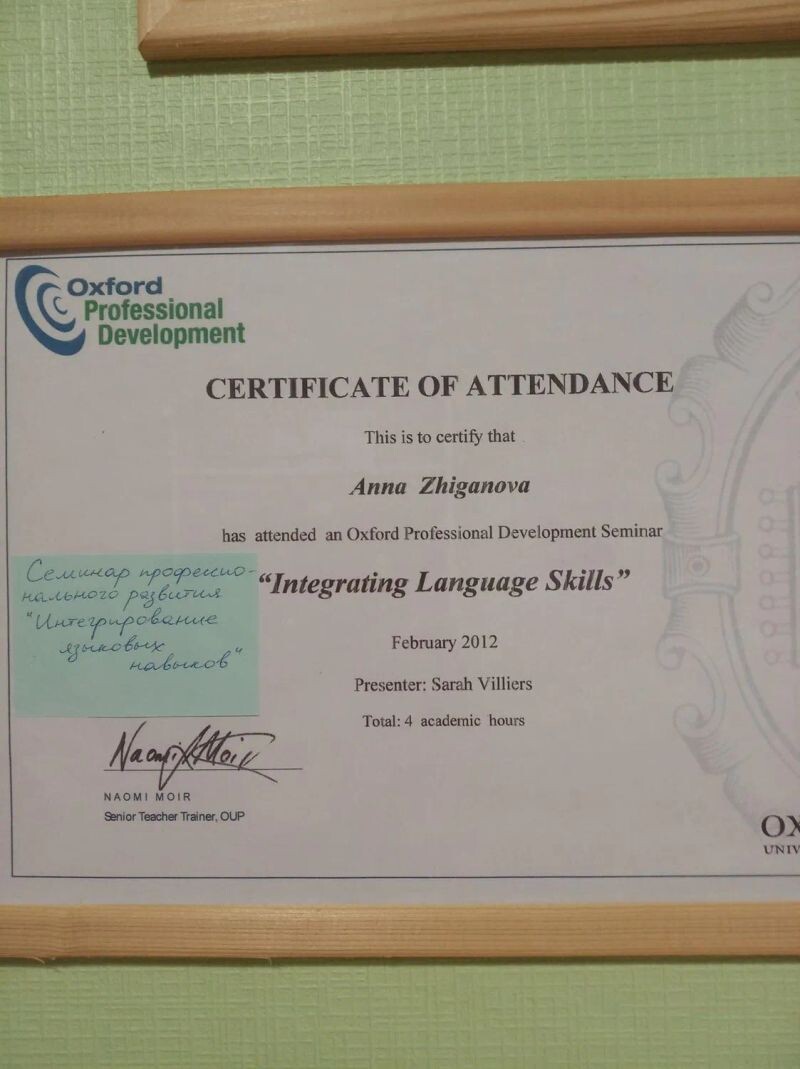 Oxford
Professional
Development
CERTIFICATE OF ATTENDANCE
This is to certify that
Anna Zhiganova
has attended an Oxford Professional Development Seminar
"Integrating Language Skills"
February 2012
Presenter: Sarah Villiers
Total: 4 academic hours
Семинар профессио-
нального развития
"Интегрирование
языковых
навыков"
Naomi Moir
NAOMI MOIR
Senior Teacher Trainer, OUP
OX
UNIV